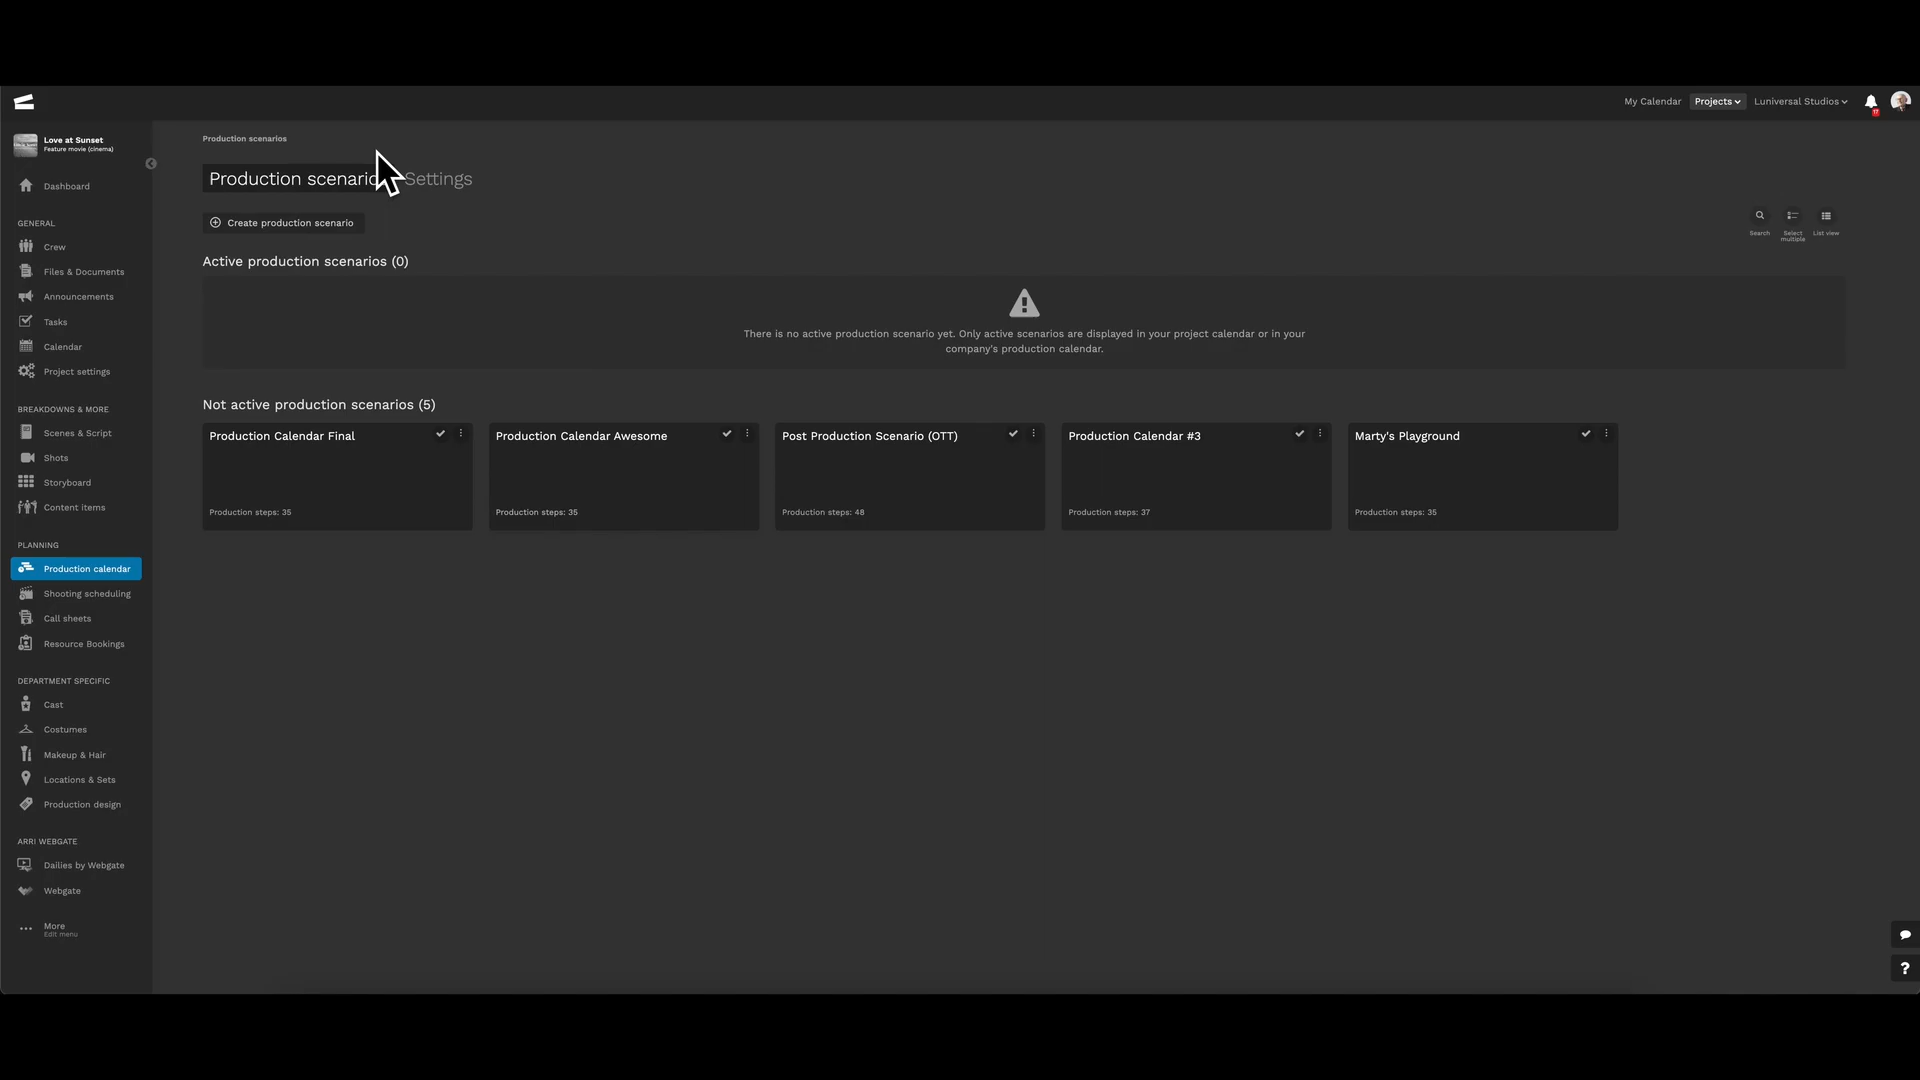 My Calendar
Projects
Luniversal Studios
17
Love at Sunset
Feature movie (cinema)
Dashboard
GENERAL
Crew
Files & Documents
Announcements
Tasks
Calendar
Project settings
BREAKDOWNS & MORE
Scenes & Script
Shots
Storyboard
Content items
PLANNING
Production calendar
Shooting scheduling
Call sheets
Resource Bookings
DEPARTMENT SPECIFIC
Cast
Costumes
Makeup & Hair
Locations & Sets
Production design
ARRI WEBGATE
Dailies by Webgate
Webgate
More
Edit menu
Production scenarios
Production scenario Settings
Create production scenario
Search
Select multiple
List view
Active production scenarios (0)
There is no active production scenario yet. Only active scenarios are displayed in your project calendar or in your
company's production calendar.
Not active production scenarios (5)
Production Calendar Final
Production steps: 35
Production Calendar Awesome
Production steps: 35
Post Production Scenario (OTT)
Production steps: 48
Production Calendar #3
Production steps: 37
Marty's Playground
Production steps: 35
?